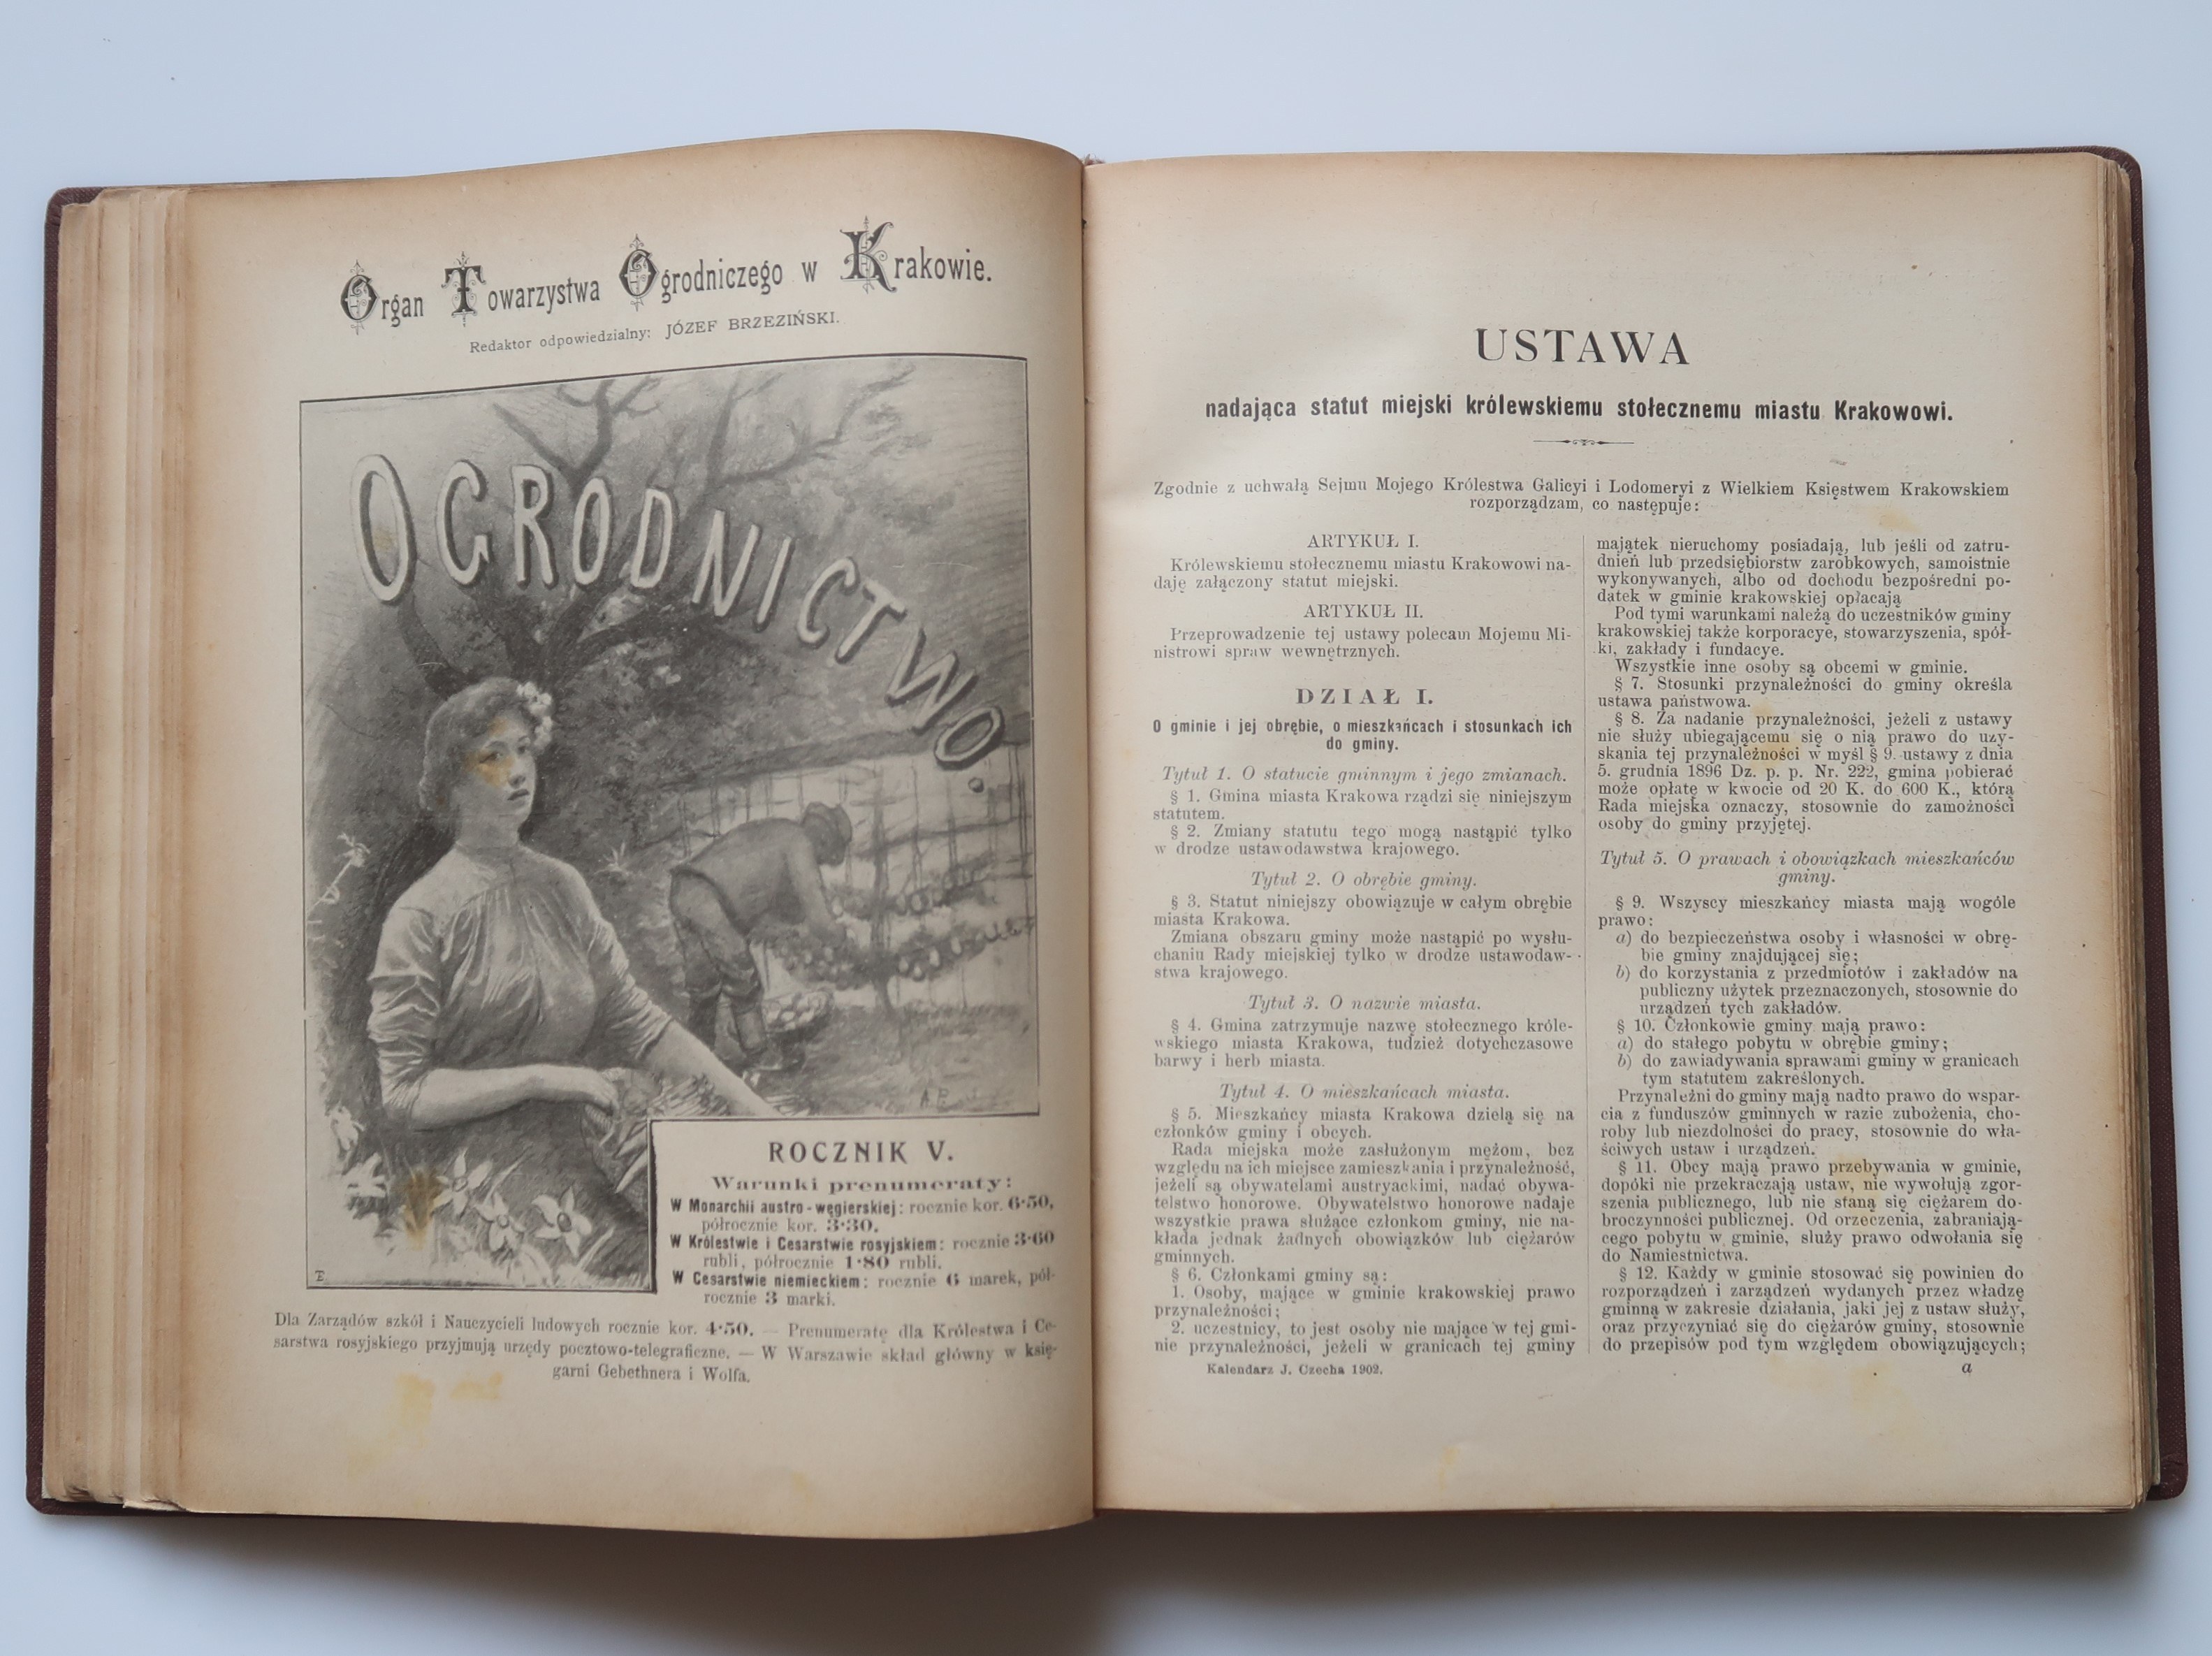 Organ Towarzystwa Ogrodniczego w Krakowie.
Redaktor odpowiedzialny: JÓZEF BRZEZIŃSKI.
OGRODNICTWO.
A. P.
ROCZNIK V.
Warunki prenumeraty:
W Monarchii austro-węgierskiej: rocznie kor. 6·50,
półrocznie kor. 3·30.
W Królestwie i Cesarstwie rosyjskiem: rocznie 3·60
rubli, półrocznie 1·80 rubli.
W Cesarstwie niemieckiem: rocznie 6 marek, pół-
rocznie 3 marki.
Dla Zarządów szkół i Nauczycieli ludowych rocznie kor. 4·50. — Prenumeratę dla Królestwa i Ce-
sarstwa rosyjskiego przyjmują urzędy pocztowo-telegraficzne. — W Warszawie skład główny w księ-
garni Gebethnera i Wolfa.
USTAWA
nadająca statut miejski królewskiemu stołecznemu miastu Krakowowi.
Zgodnie z uchwałą Sejmu Mojego Królestwa Galicyi i Lodomeryi z Wielkiem Księstwem Krakowskiem
rozporządzam, co następuje:
ARTYKUŁ I.
Królewskiemu stołecznemu miastu Krakowowi na-
daję załączony statut miejski.
ARTYKUŁ II.
Przeprowadzenie tej ustawy polecam Mojemu Mi-
nistrowi spraw wewnętrznych.
DZIAŁ I.
O gminie i jej obrębie, o mieszkańcach i stosunkach ich
do gminy.
Tytuł 1. O statucie gminnym i jego zmianach.
§ 1. Gmina miasta Krakowa rządzi się niniejszym
statutem.
§ 2. Zmiany statutu tego mogą nastąpić tylko
w drodze ustawodawstwa krajowego.
Tytuł 2. O obrębie gminy.
§ 3. Statut niniejszy obowiązuje w całym obrębie
miasta Krakowa.
Zmiana obszaru gminy może nastąpić po wysłu-
chaniu Rady miejskiej tylko w drodze ustawodaw-
stwa krajowego.
Tytuł 3. O nazwie miasta.
§ 4. Gmina zatrzymuje nazwę stołecznego króle-
wskiego miasta Krakowa, tudzież dotychczasowe
barwy i herb miasta.
Tytuł 4. O mieszkańcach miasta.
§ 5. Mieszkańcy miasta Krakowa dzielą się na
członków gminy i obcych.
Rada miejska może zasłużonym mężom, bez
względu na ich miejsce zamieszkania i przynależność,
jeżeli są obywatelami austryackimi, nadać obywa-
telstwo honorowe. Obywatelstwo honorowe nadaje
wszystkie prawa służące członkom gminy, nie na-
kłada jednak żadnych obowiązków lub ciężarów
gminnych.
§ 6. Członkami gminy są:
1. Osoby, mające w gminie krakowskiej prawo
przynależności;
2. uczestnicy, to jest osoby nie mające w tej gmi-
nie przynależności, jeżeli w granicach tej gminy
Kalendarz J. Czecha 1902.
majątek nieruchomy posiadają, lub jeśli od zatru-
dnień lub przedsiębiorstw zarobkowych, samoistnie
wykonywanych, albo od dochodu bezpośredni po-
datek w gminie krakowskiej opłacają
Pod tymi warunkami należą do uczestników gminy
krakowskiej także korporacye, stowarzyszenia, spół-
ki, zakłady i fundacye.
Wszystkie inne osoby są obcemi w gminie.
§ 7. Stosunki przynależności do gminy określa
ustawa państwowa.
§ 8. Za nadanie przynależności, jeżeli z ustawy
nie służy ubiegającemu się o nią prawo do uzy-
skania tej przynależności w myśl § 9. ustawy z dnia
5. grudnia 1896 Dz. p. p. Nr. 222, gmina pobierać
może opłatę w kwocie od 20 K. do 600 K., którą
Rada miejska oznaczy, stosownie do zamożności
osoby do gminy przyjętej.
Tytuł 5. O prawach i obowiązkach mieszkańców
gminy.
§ 9. Wszyscy mieszkańcy miasta mają wogóle
prawo:
a) do bezpieczeństwa osoby i własności w obrę-
bie gminy znajdującej się;
b) do korzystania z przedmiotów i zakładów na
publiczny użytek przeznaczonych, stosownie do
urządzeń tych zakładów.
§ 10. Członkowie gminy mają prawo:
a) do stałego pobytu w obrębie gminy;
b) do zawiadywania sprawami gminy w granicach
tym statutem zakreślonych.
Przynależni do gminy mają nadto prawo do wspar-
cia z funduszów gminnych w razie zubożenia, cho-
roby lub niezdolności do pracy, stosownie do wła-
ściwych ustaw i urządzeń.
§ 11. Obcy mają prawo przebywania w gminie,
dopóki nie przekraczają ustaw, nie wywołują zgor-
szenia publicznego, lub nie staną się ciężarem do-
broczynności publicznej. Od orzeczenia, zabraniają-
cego pobytu w gminie, służy prawo odwołania się
do Namiestnictwa.
§ 12. Każdy w gminie stosować się powinien do
rozporządzeń i zarządzeń wydanych przez władzę
gminną w zakresie działania, jaki jej z ustaw służy,
oraz przyczyniać się do ciężarów gminy, stosownie
do przepisów pod tym względem obowiązujących;
a